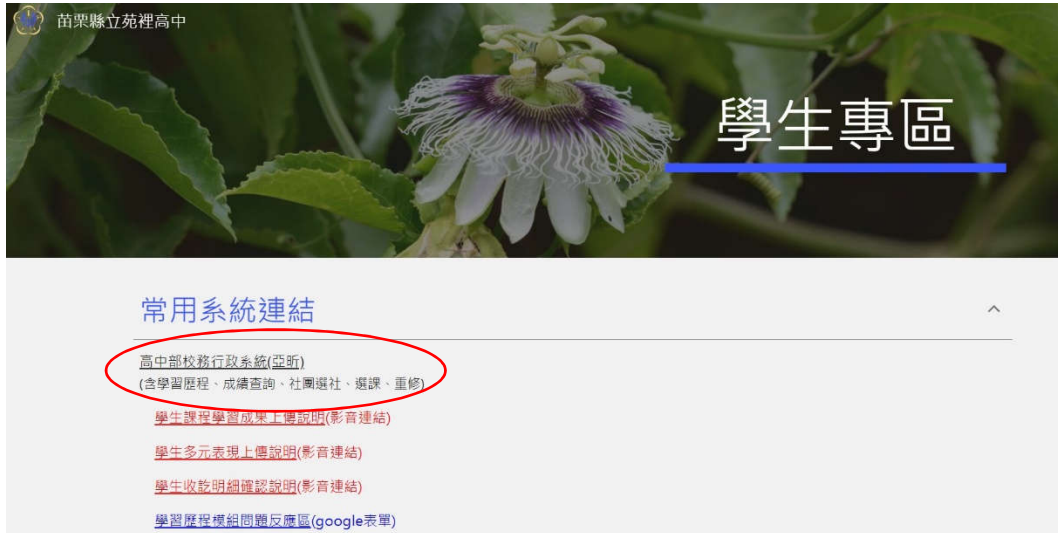 苗栗縣立苑裡高中
學生專區
常用系統連結
高中部校務行政系統(亞昕)
(含學習歷程、成績查詢、社團選社、選課、重修)
學生課程學習成果上傳說明(影音連結)
學生多元表現上傳說明(影音連結)
學生收訖明細確認說明(影音連結)
學習歷程模組問題反應區(google表單)